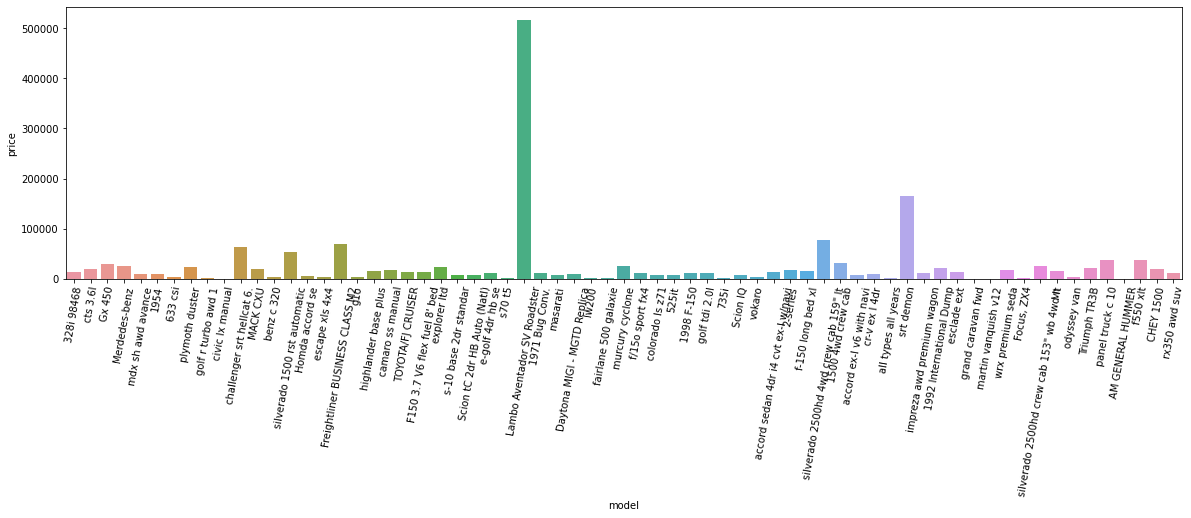 500000
400000
300000
200000
100000
0
price
328i 98468
cts 3.6l
Gx 450
Merdedes-benz
mdx sh awd avance
1954
633 csi
plymoth duster
golf r turbo awd 1
civic lx manual
challenger srt hellcat 6.
MACK CXU
benz c 320
silverado 1500 rst automatic
Homda accord se
escape xls 4x4
Freightliner BUSINESS CLASS M2
g16
highlander base plus
camaro ss manual
TOYOTA/FJ CRUISER
F150 3.7 V6 flex fuel 8' bed
explorer ltd
s-10 base 2dr standar
Scion tC 2dr HB Auto (Natl)
e-golf 4dr hb se
s70 t5
Lambo Aventador SV Roadster
1971 Bug Conv.
masarati
Daytona MIGI - MGTD Replica
fairlane 500 galaxie
murcury cyclone
f/15o sport fx4
colorado ls z71
525it
1998 F-150
golf tdi 2.0l
735i
Scion IQ
vokaro
accord sedan 4dr i4 cvt ex-l w/navi
2-series
f-150 long bed xl
silverado 2500hd 4wd crew cab 159" lt
1500 4wd crew cab
accord ex-l v6 with navi
cr-v ex l 4dr
all types all years
srt demon
impreza awd premium wagon
1992 International Dump
esclade ext
grand caravan fwd
martin vanquish v12
wrx premium seda
Focus, ZX4
silverado 2500hd crew cab 153" wb 4wd
odyssey van
Triumph TR3B
panel truck c 10
AM GENERAL HUMMER
f550 xlt
CHEY 1500
rx350 awd suv
model